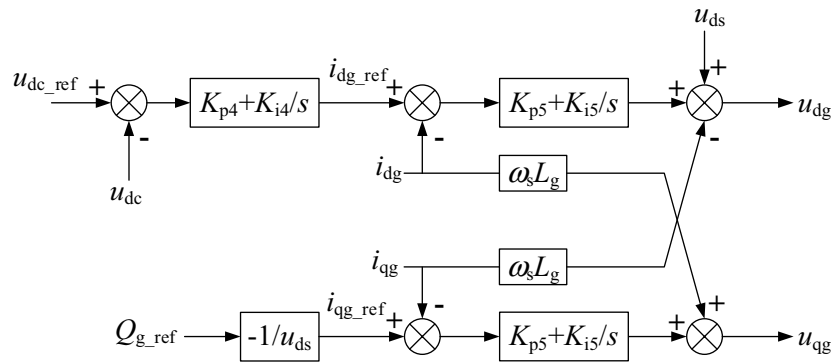 u_ds
u_dc_ref + - K_p4+K_i4/s i_dg_ref + - K_p5+K_i5/s + + - u_dg
u_dc
i_dg ω_sL_g
i_qg ω_sL_g
Q_g_ref -1/u_ds i_qg_ref + - K_p5+K_i5/s + + u_qg